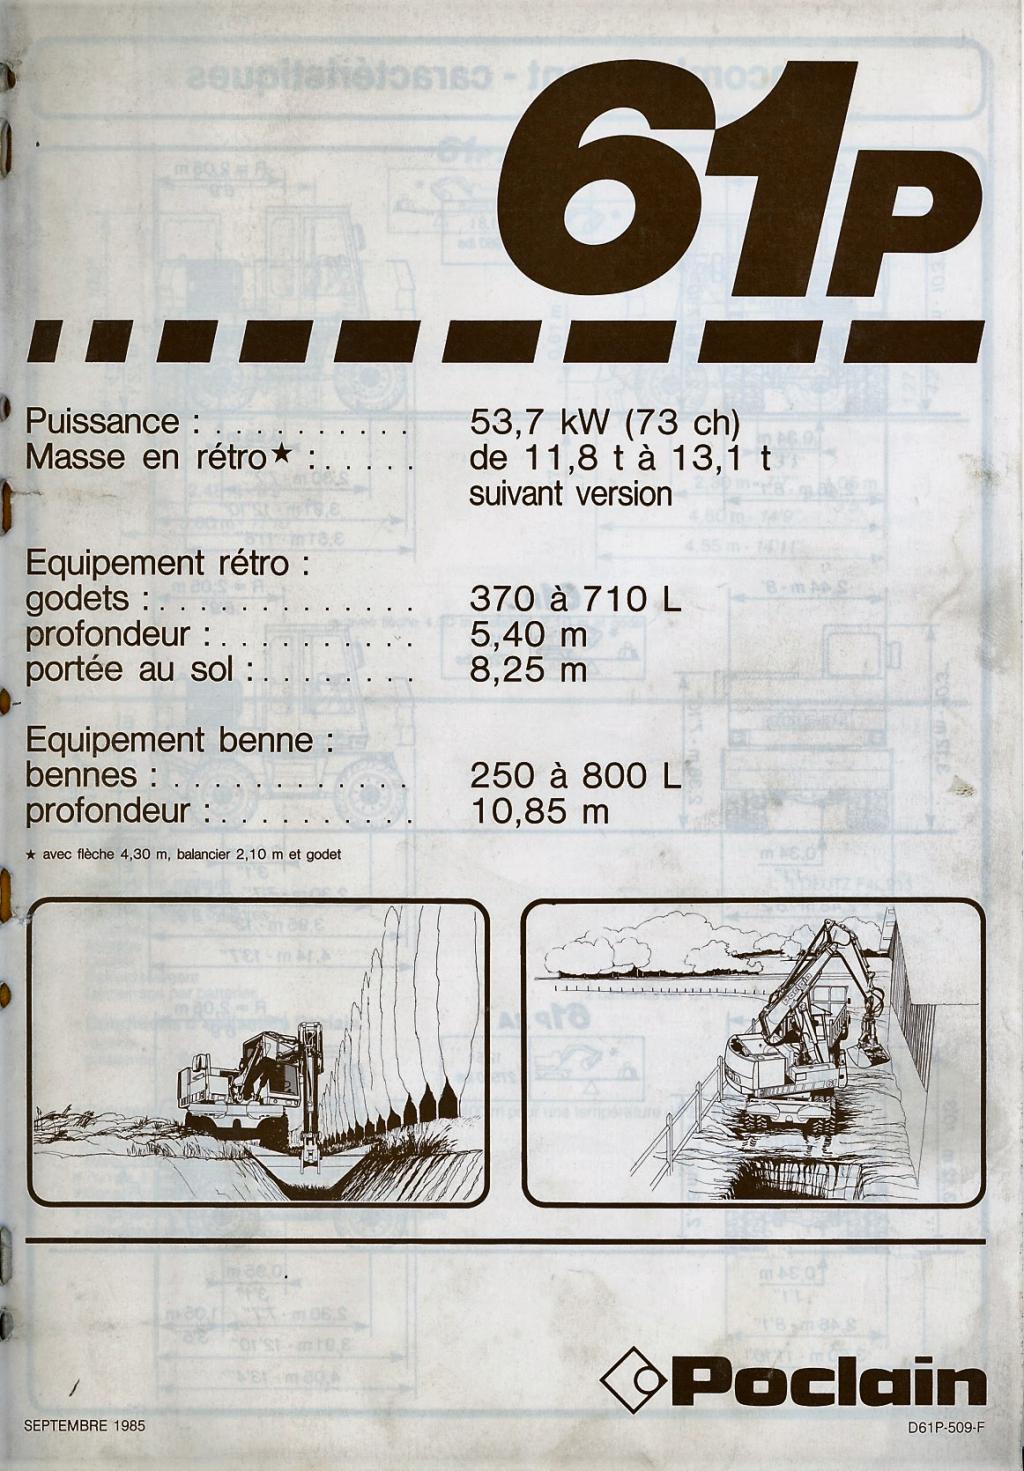 61P
Puissance : . . . . . . . . . . . 53,7 kW (73 ch)
Masse en rétro★ : . . . . . de 11,8 t à 13,1 t
suivant version
Equipement rétro :
godets : . . . . . . . . . . . . . . 370 à 710 L
profondeur : . . . . . . . . . . 5,40 m
portée au sol : . . . . . . . . 8,25 m
Equipement benne :
bennes : . . . . . . . . . . . . . 250 à 800 L
profondeur : . . . . . . . . . . 10,85 m
★ avec flèche 4,30 m, balancier 2,10 m et godet
Poclain
Poclain
SEPTEMBRE 1985
D61P-509-F